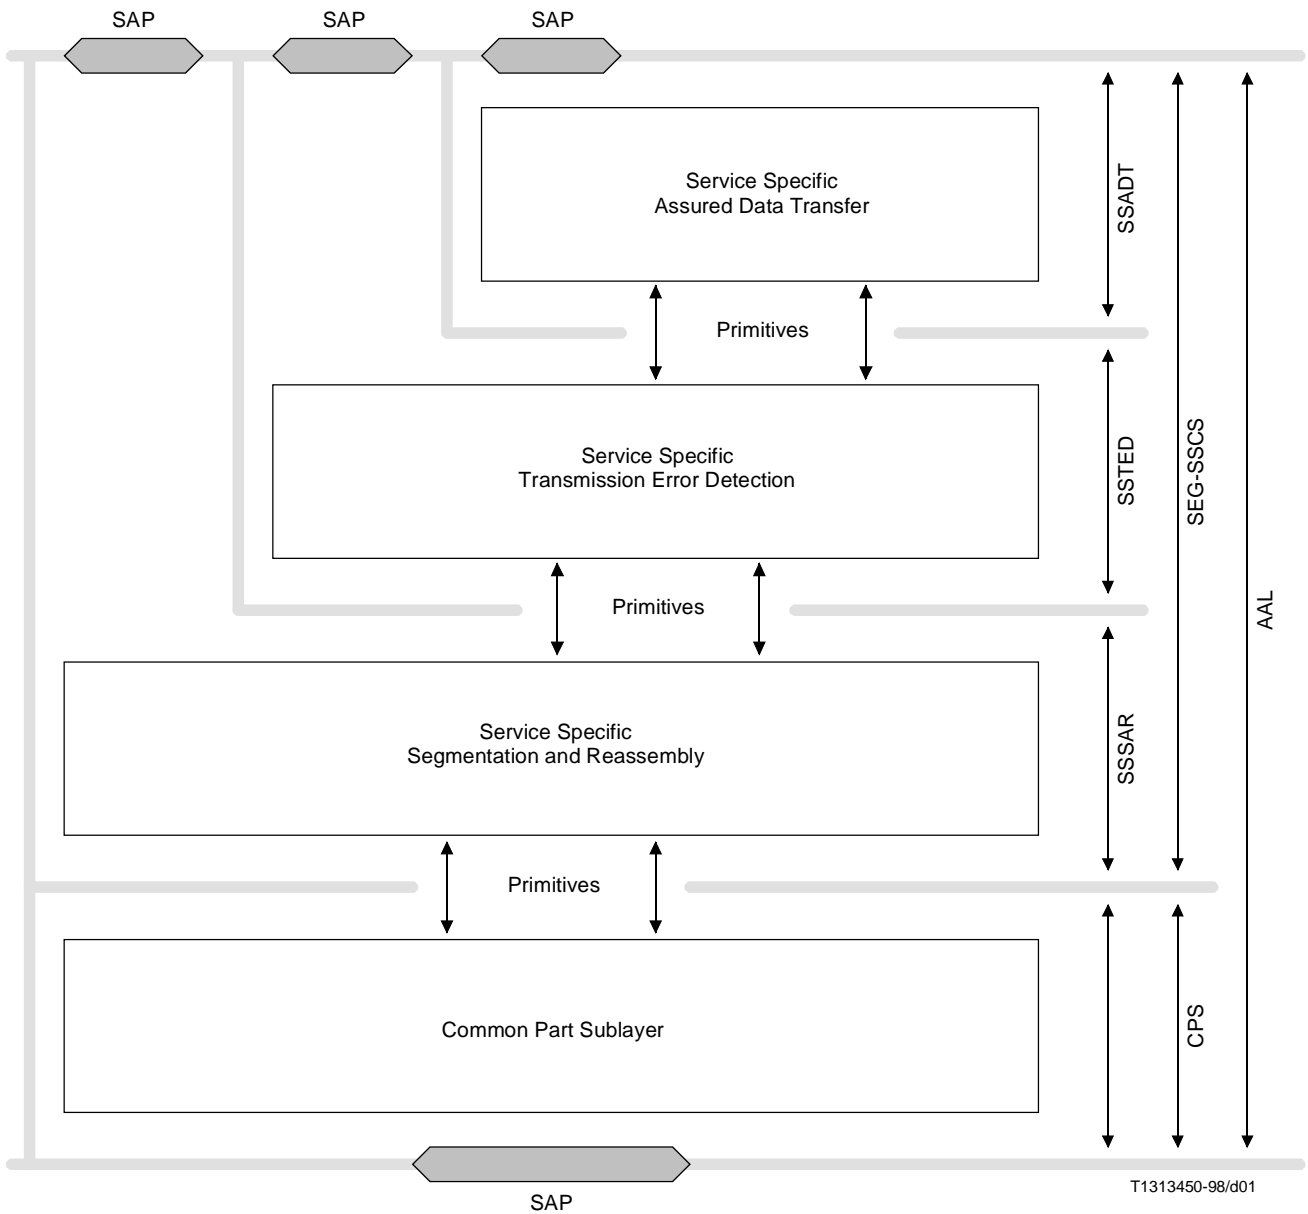 SAP
SAP
SAP
Service Specific
Assured Data Transfer
SSADT
Primitives
Service Specific
Transmission Error Detection
SSTED
SEG-SSCS
Primitives
AAL
Service Specific
Segmentation and Reassembly
SSSAR
Primitives
Common Part Sublayer
CPS
SAP
T1313450-98/d01